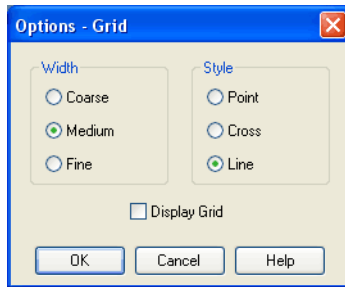 Options - Grid
Width
Coarse
Medium
Fine
Style
Point
Cross
Line
Display Grid
OK
Cancel
Help